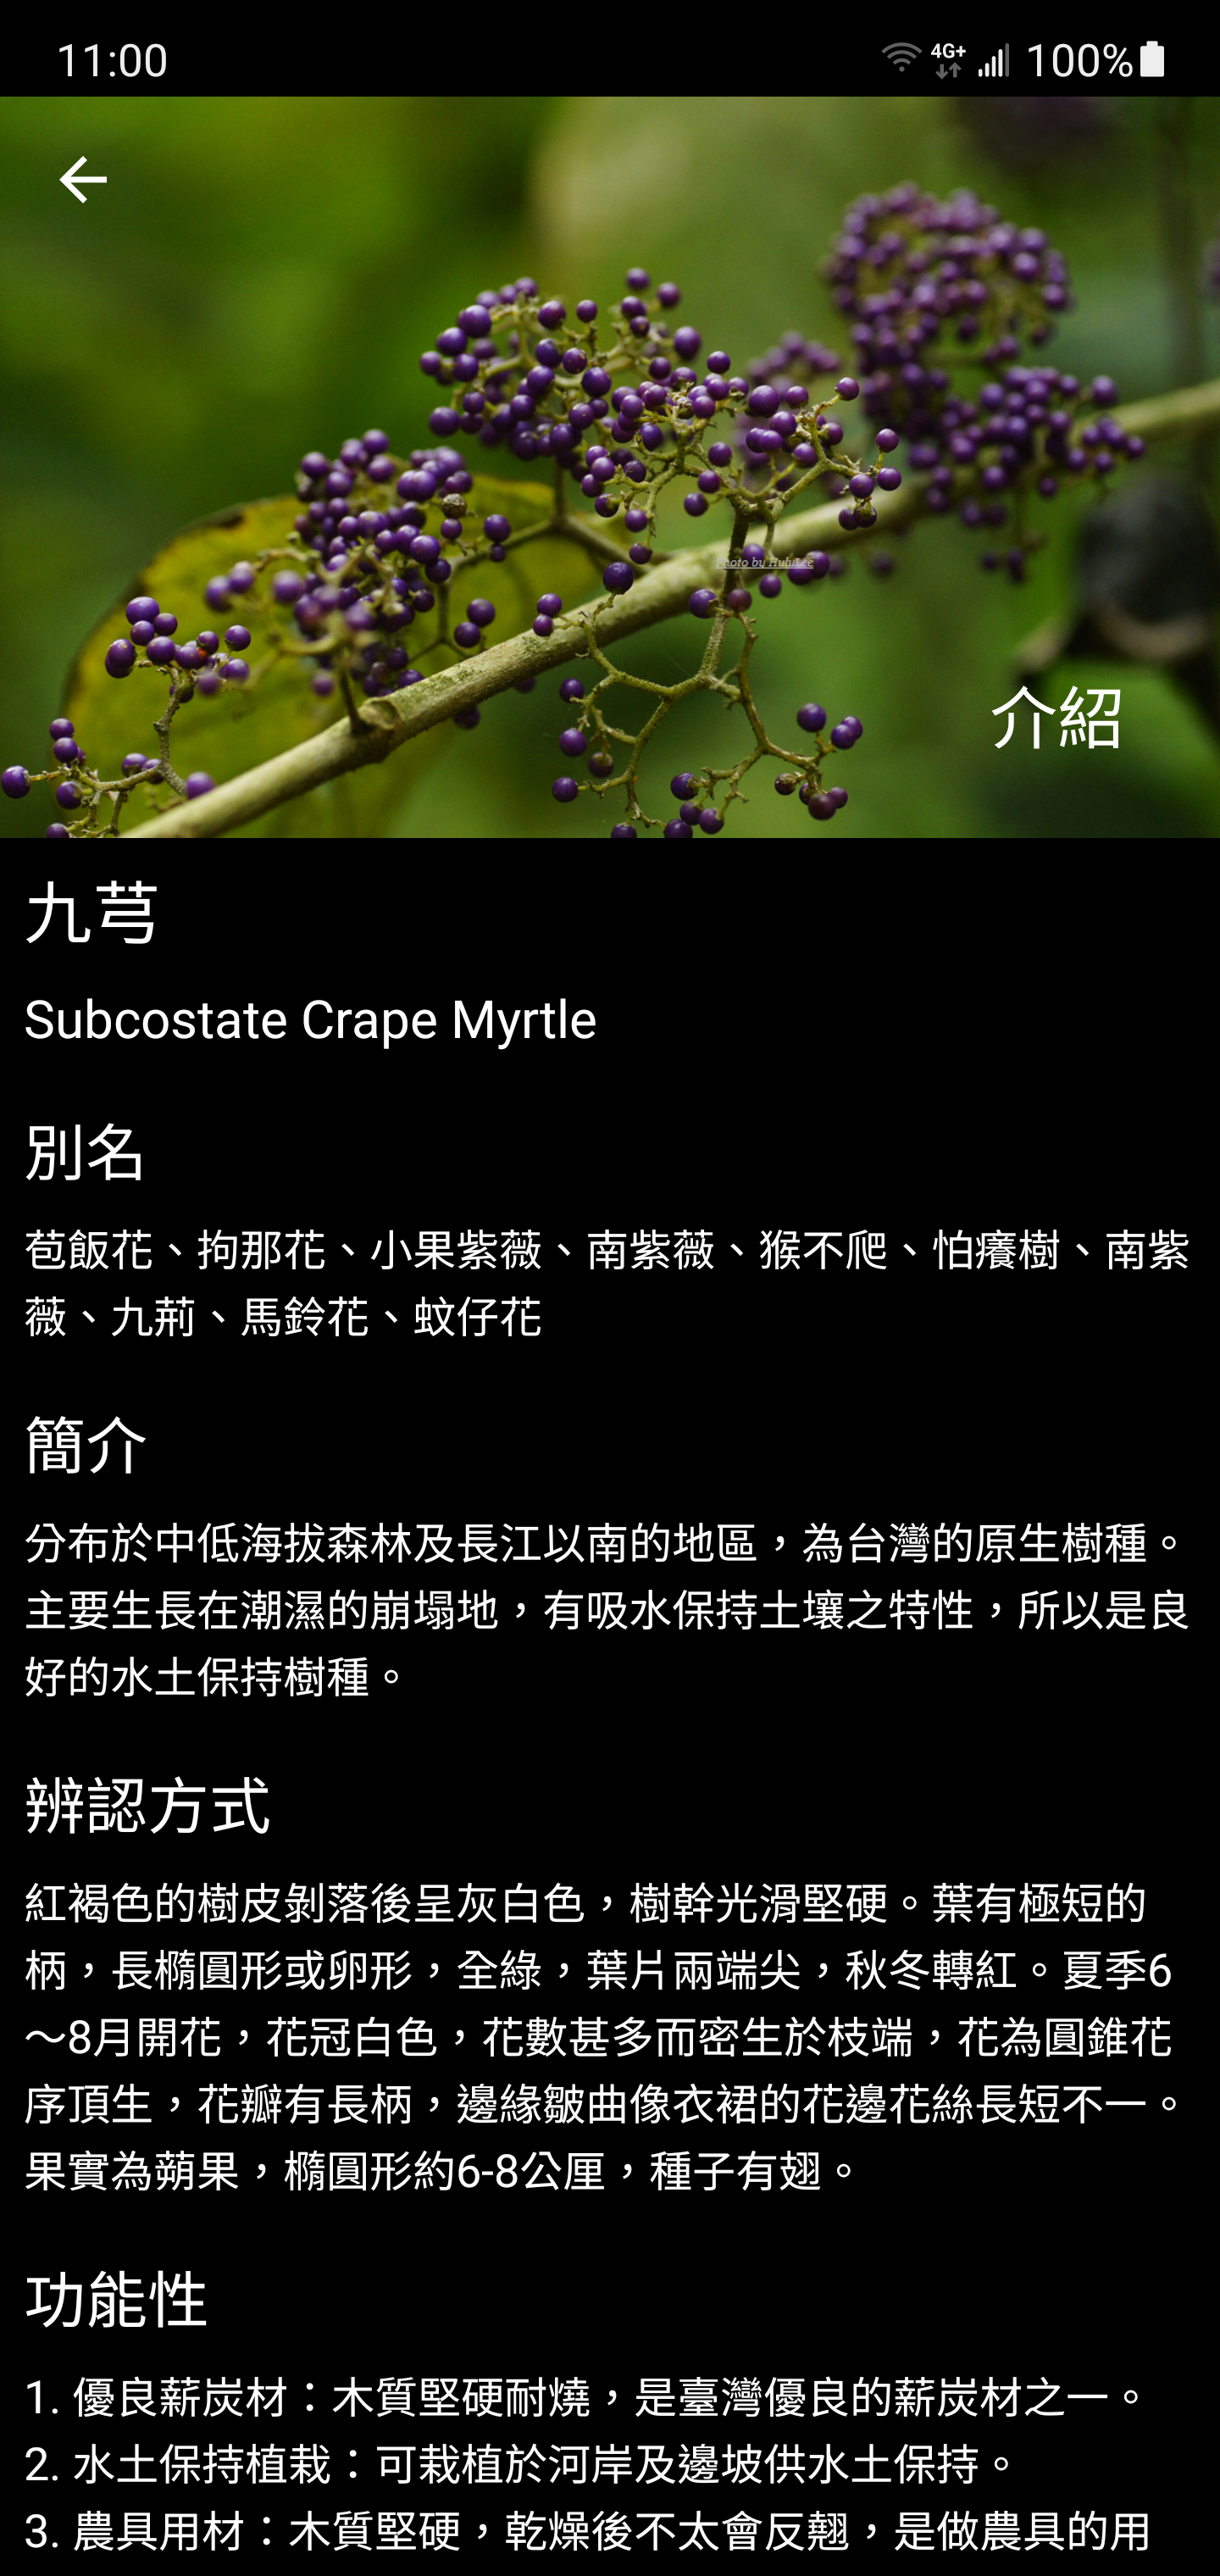 11:00
4G+
100%
Photo by HuluLee
介紹
九芎
Subcostate Crape Myrtle
別名
苞飯花、拘那花、小果紫薇、南紫薇、猴不爬、怕癢樹、南紫
薇、九荊、馬鈴花、蚊仔花
簡介
分布於中低海拔森林及長江以南的地區，為台灣的原生樹種。
主要生長在潮濕的崩塌地，有吸水保持土壤之特性，所以是良
好的水土保持樹種。
辨認方式
紅褐色的樹皮剝落後呈灰白色，樹幹光滑堅硬。葉有極短的
柄，長橢圓形或卵形，全綠，葉片兩端尖，秋冬轉紅。夏季6
～8月開花，花冠白色，花數甚多而密生於枝端，花為圓錐花
序頂生，花瓣有長柄，邊緣皺曲像衣裙的花邊花絲長短不一。
果實為蒴果，橢圓形約6-8公厘，種子有翅。
功能性
1. 優良薪炭材：木質堅硬耐燒，是臺灣優良的薪炭材之一。
2. 水土保持植栽：可栽植於河岸及邊坡供水土保持。
3. 農具用材：木質堅硬，乾燥後不太會反翹，是做農具的用